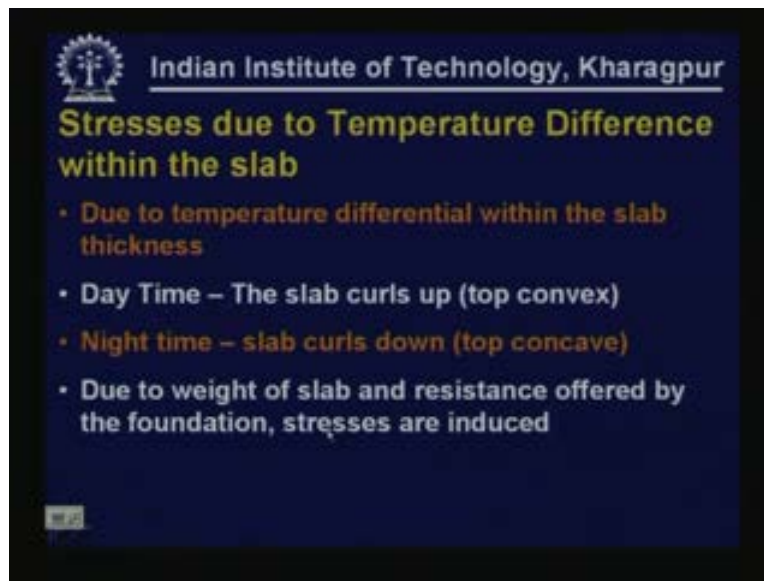 Indian Institute of Technology, Kharagpur
Stresses due to Temperature Difference
within the slab
• Due to temperature differential within the slab
thickness
• Day Time – The slab curls up (top convex)
• Night time – slab curls down (top concave)
• Due to weight of slab and resistance offered by
the foundation, stresses are induced